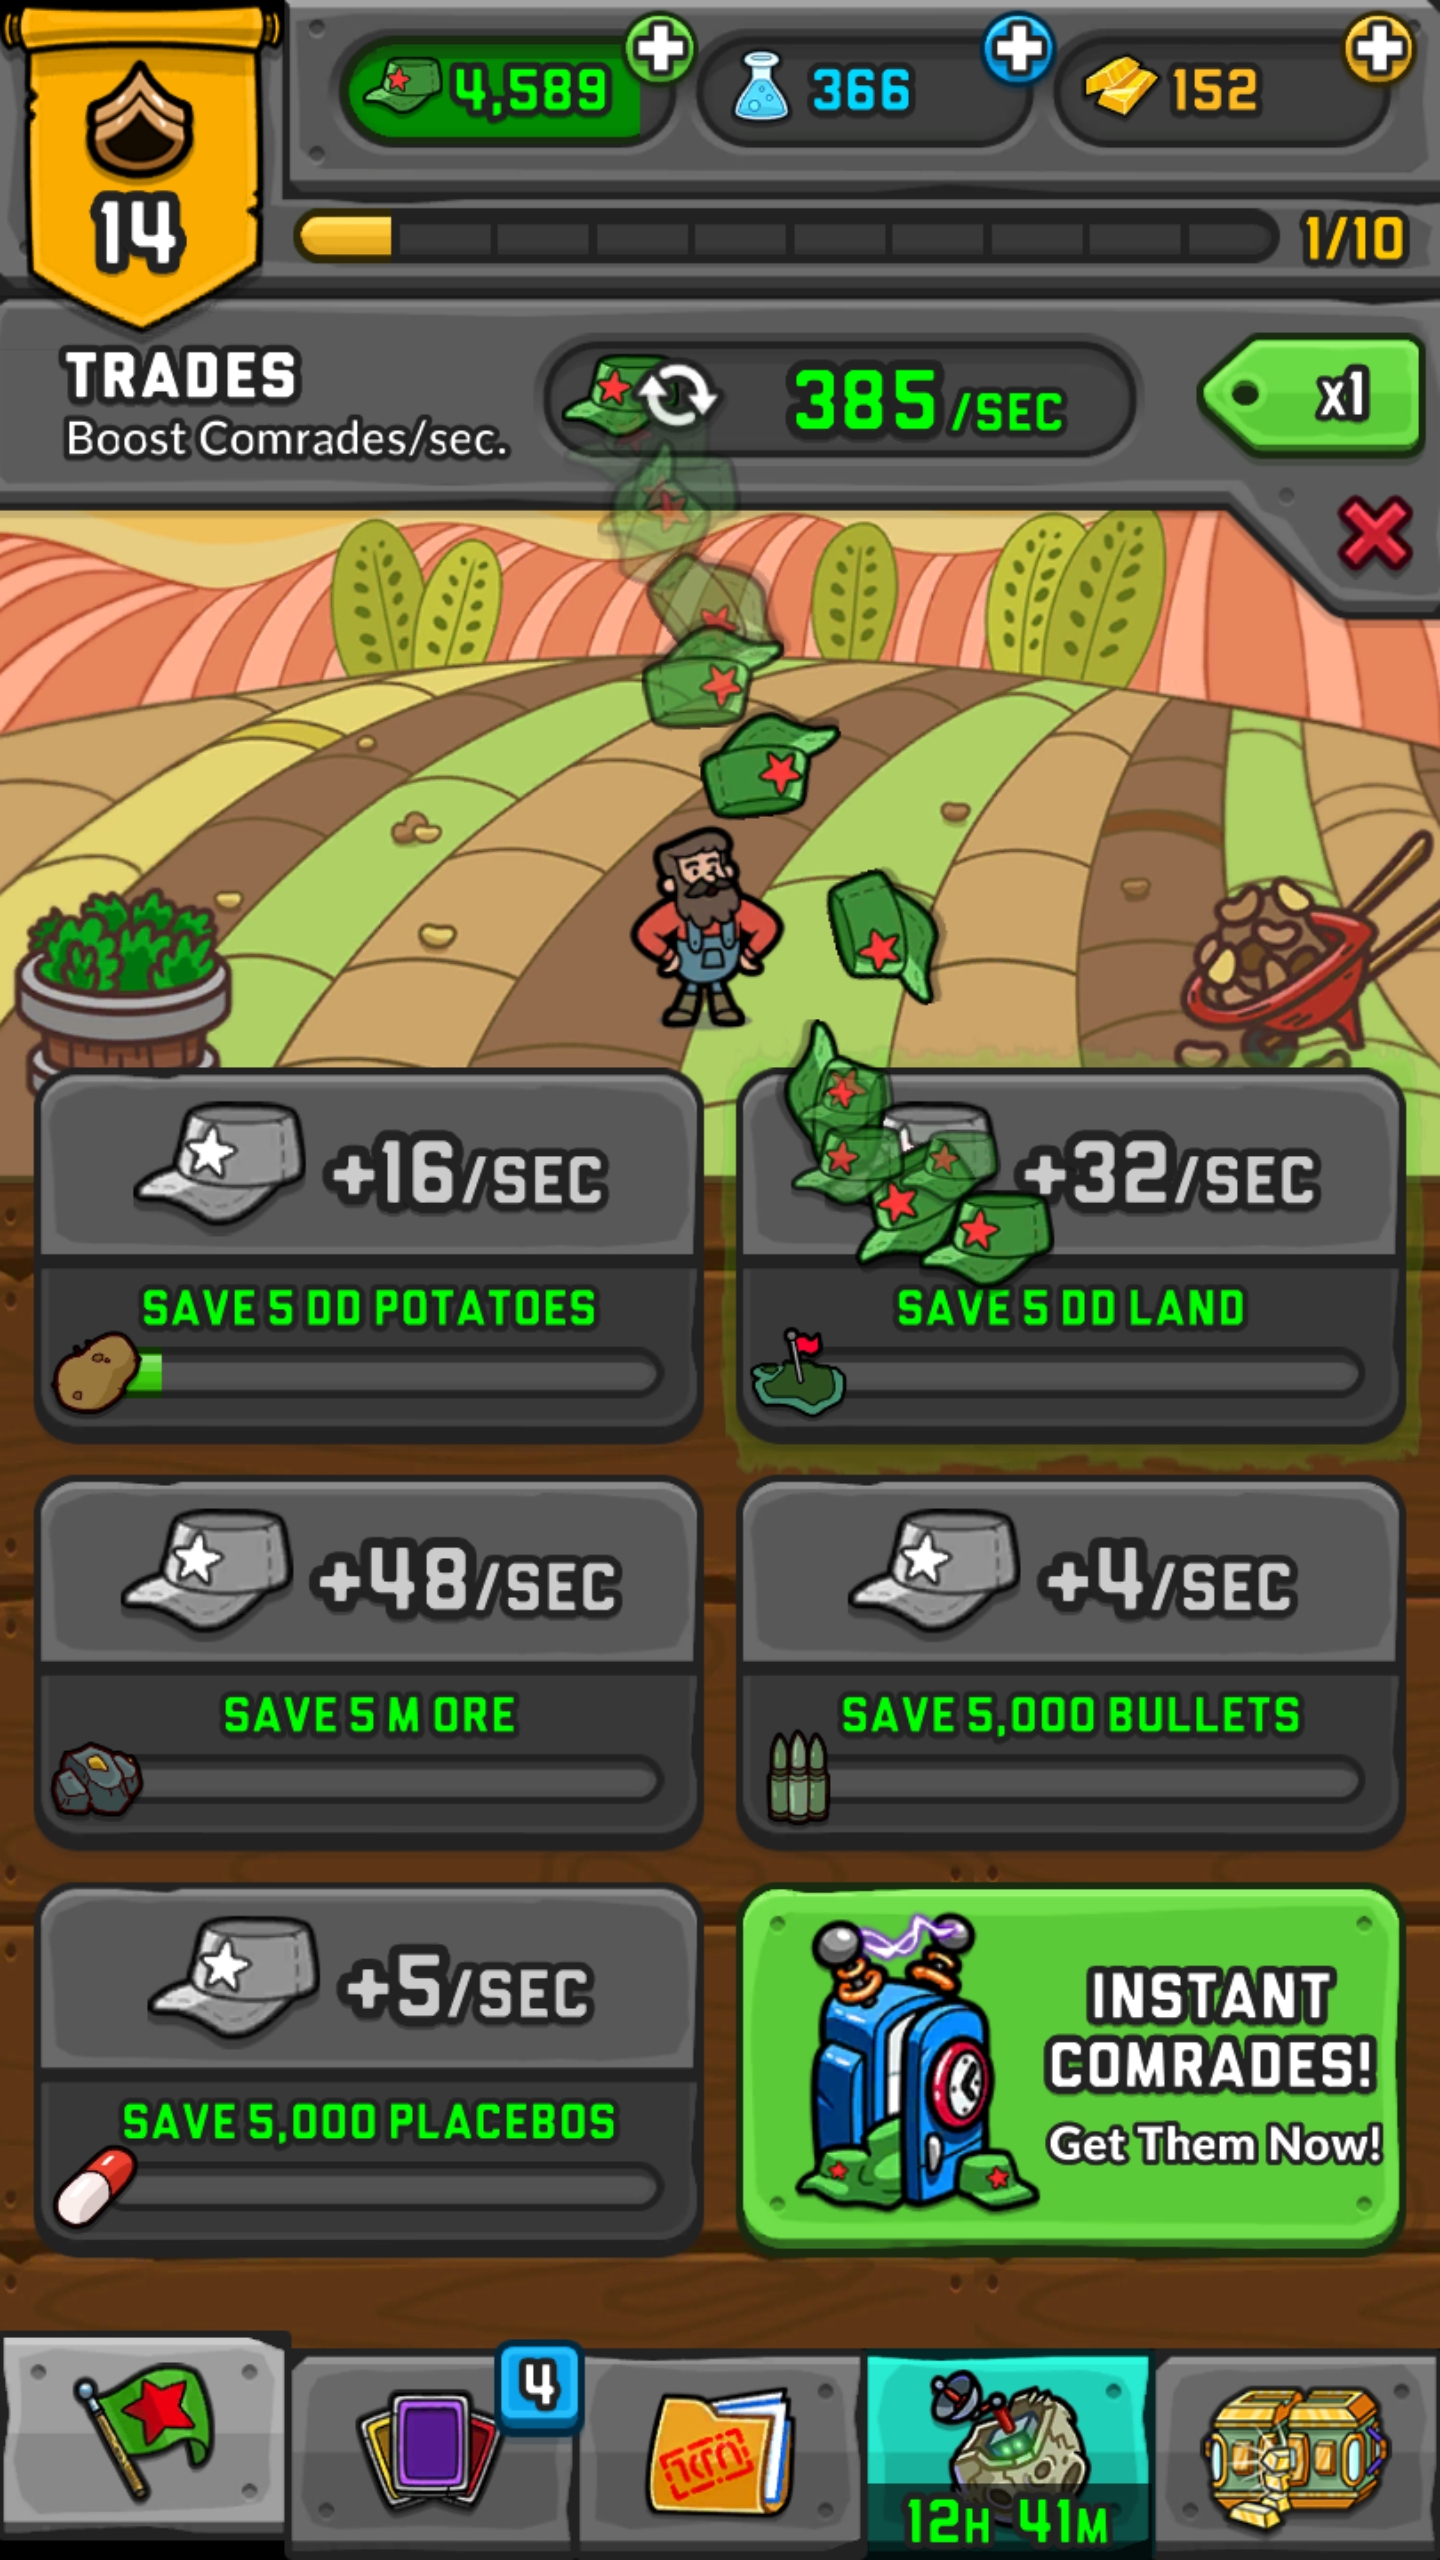 4,589
366
152
14
1/10
TRADES
Boost Comrades/sec.
385 /SEC
x1
+16/SEC
SAVE 5 DD POTATOES
+32/SEC
SAVE 5 DD LAND
+48/SEC
SAVE 5 M ORE
+4/SEC
SAVE 5,000 BULLETS
+5/SEC
SAVE 5,000 PLACEBOS
INSTANT
COMRADES!
Get Them Now!
4
12H 41M